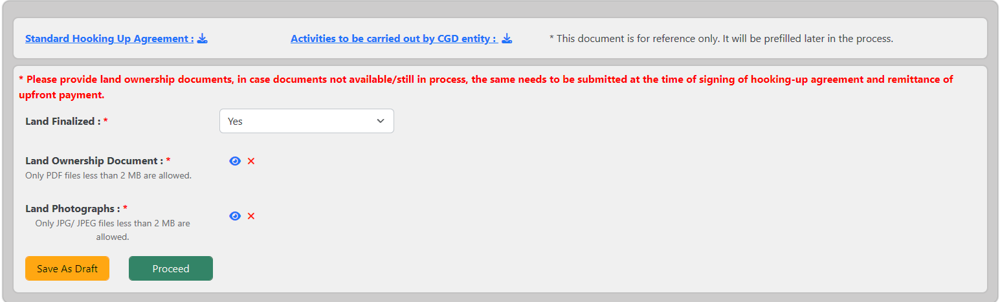 Standard Hooking Up Agreement :
Activities to be carried out by CGD entity :
* This document is for reference only. It will be prefilled later in the process.
* Please provide land ownership documents, in case documents not available/still in process, the same needs to be submitted at the time of signing of hooking-up agreement and remittance of
upfront payment.
Land Finalized : *
Yes
Land Ownership Document : *
Only PDF files less than 2 MB are allowed.
Land Photographs : *
Only JPG/ JPEG files less than 2 MB are
allowed.
Save As Draft
Proceed